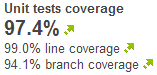 Unit tests coverage
97.4%
99.0% line coverage
94.1% branch coverage